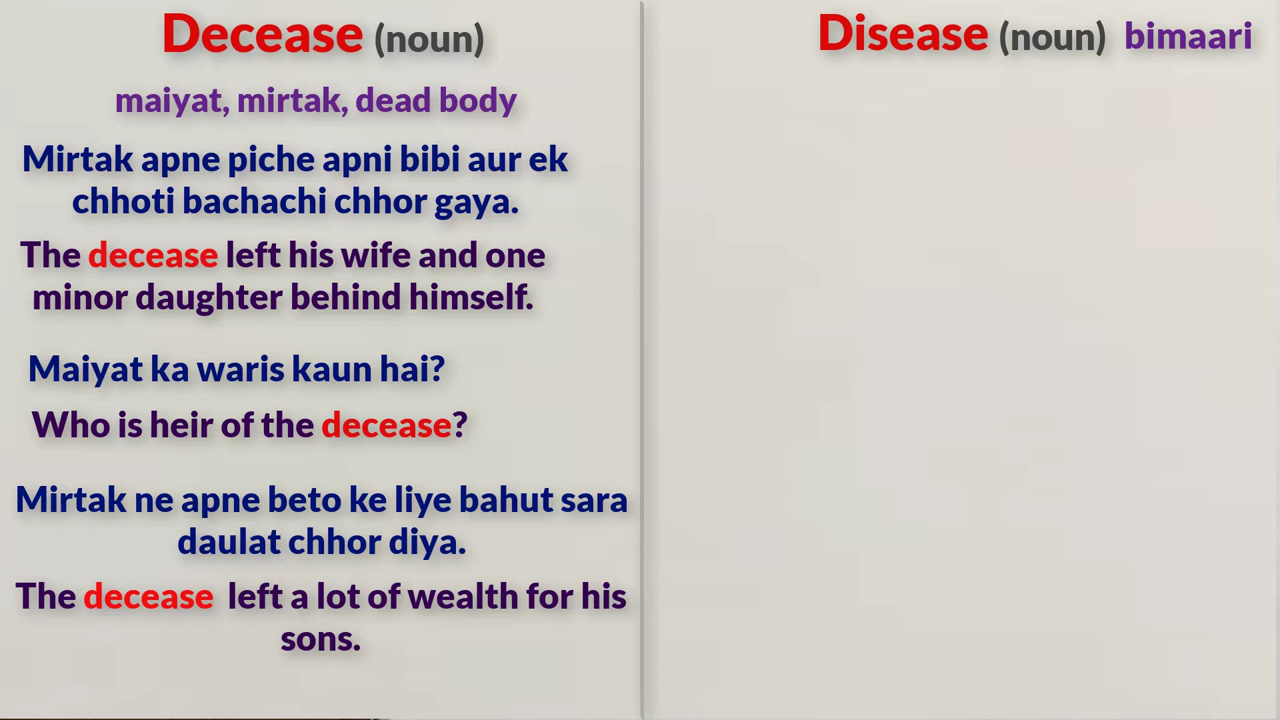 Decease (noun)
maiyat, mirtak, dead body
Mirtak apne piche apni bibi aur ek
chhoti bachachi chhor gaya.
The decease left his wife and one
minor daughter behind himself.
Maiyat ka waris kaun hai?
Who is heir of the decease?
Mirtak ne apne beto ke liye bahut sara
daulat chhor diya.
The decease left a lot of wealth for his
sons.
Disease (noun) bimaari